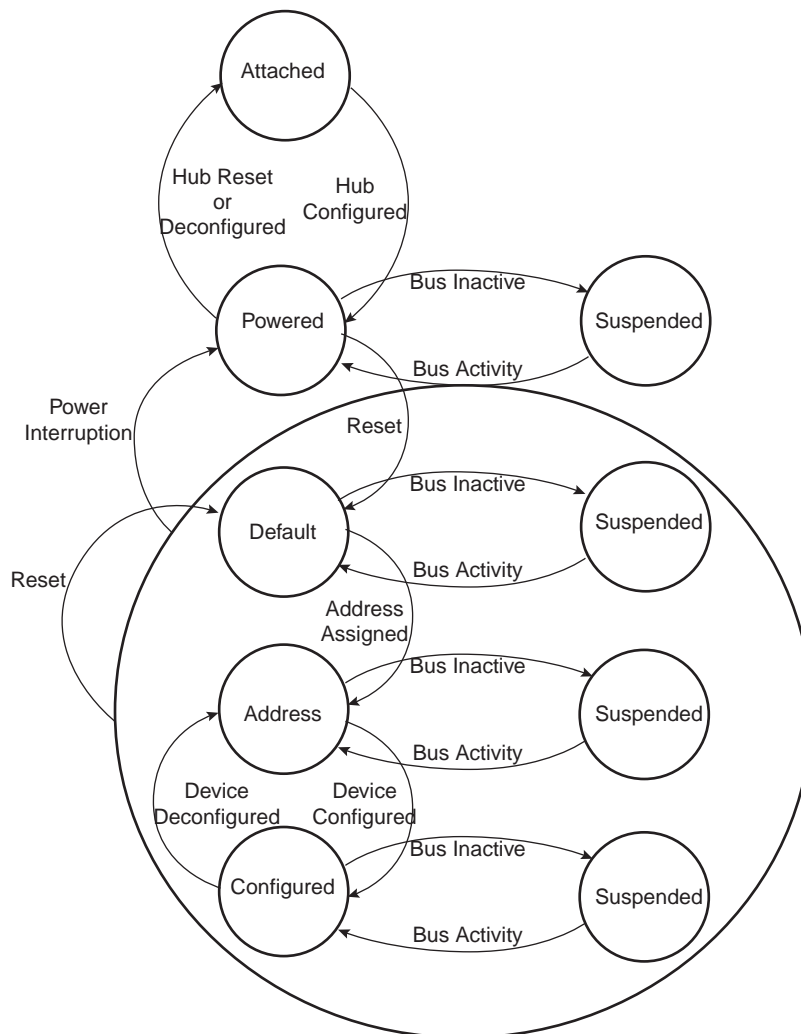 Attached
Hub Reset
or
Deconfigured
Hub
Configured
Bus Inactive
Powered
Suspended
Bus Activity
Power
Interruption
Reset
Bus Inactive
Default
Suspended
Bus Activity
Reset
Address
Assigned
Bus Inactive
Address
Suspended
Bus Activity
Device
Deconfigured
Device
Configured
Bus Inactive
Configured
Suspended
Bus Activity